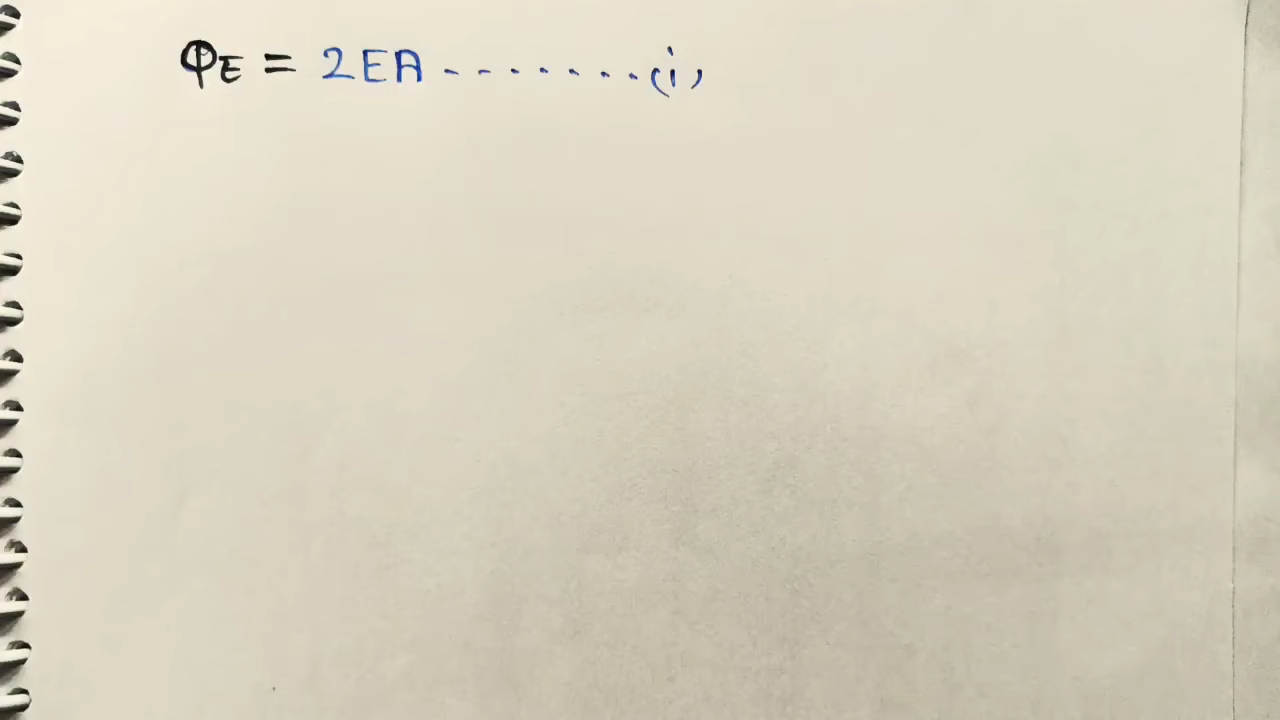 ΦE = 2EA ........(i)